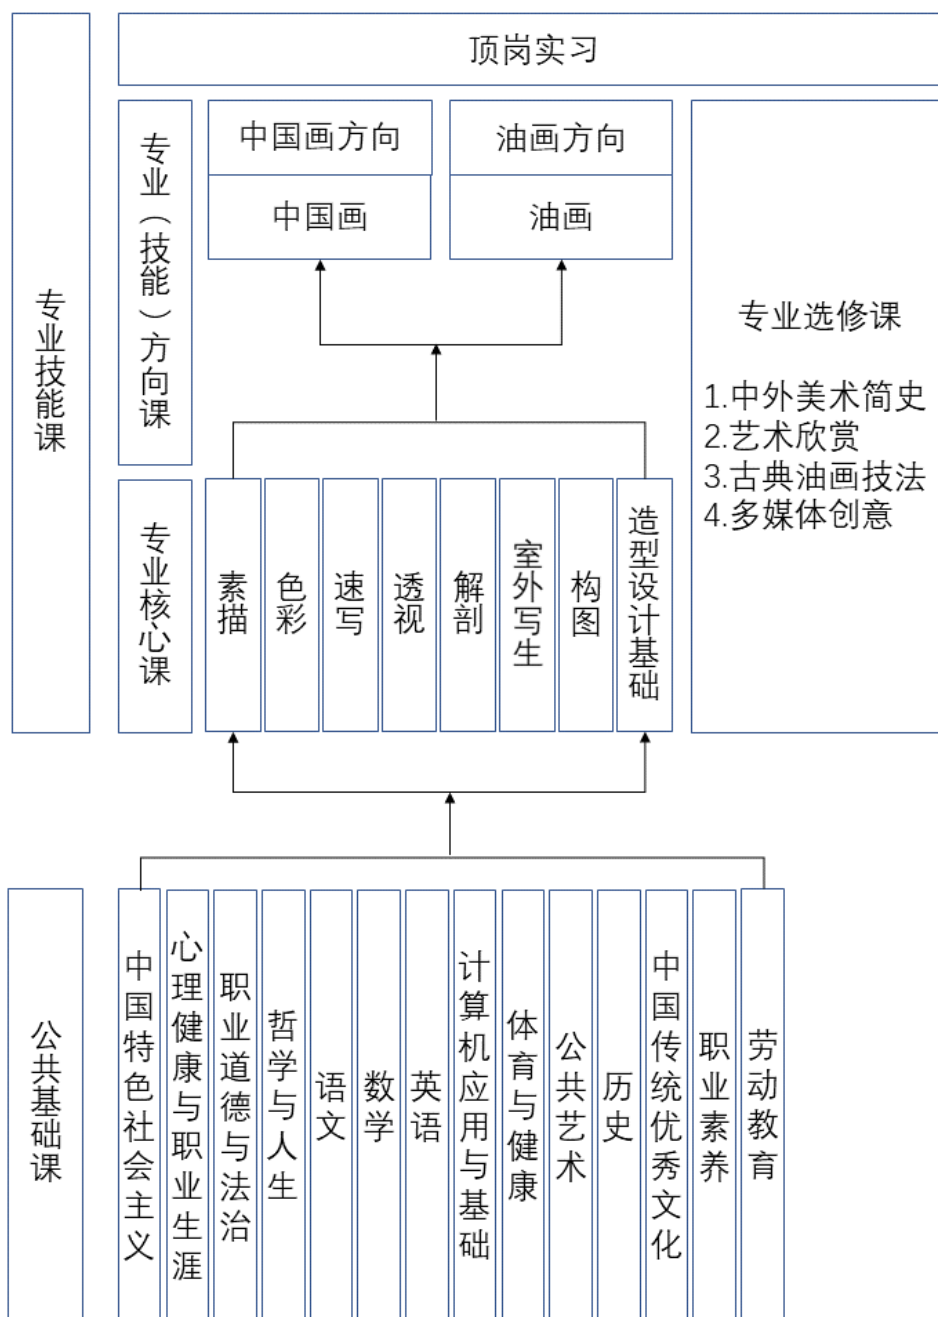 顶岗实习
专业技能课
专业（技能）方向课
中国画方向
油画方向
中国画
油画
专业选修课
1.中外美术简史
2.艺术欣赏
3.古典油画技法
4.多媒体创意
专业核心课
素描
色彩
速写
透视
解剖
室外写生
构图
造型设计基础
公共基础课
中国特色社会主义
心理健康与职业生涯
职业道德与法治
哲学与人生
语文
数学
英语
计算机应用与基础
体育与健康
公共艺术
历史
中国传统优秀文化
职业素养
劳动教育